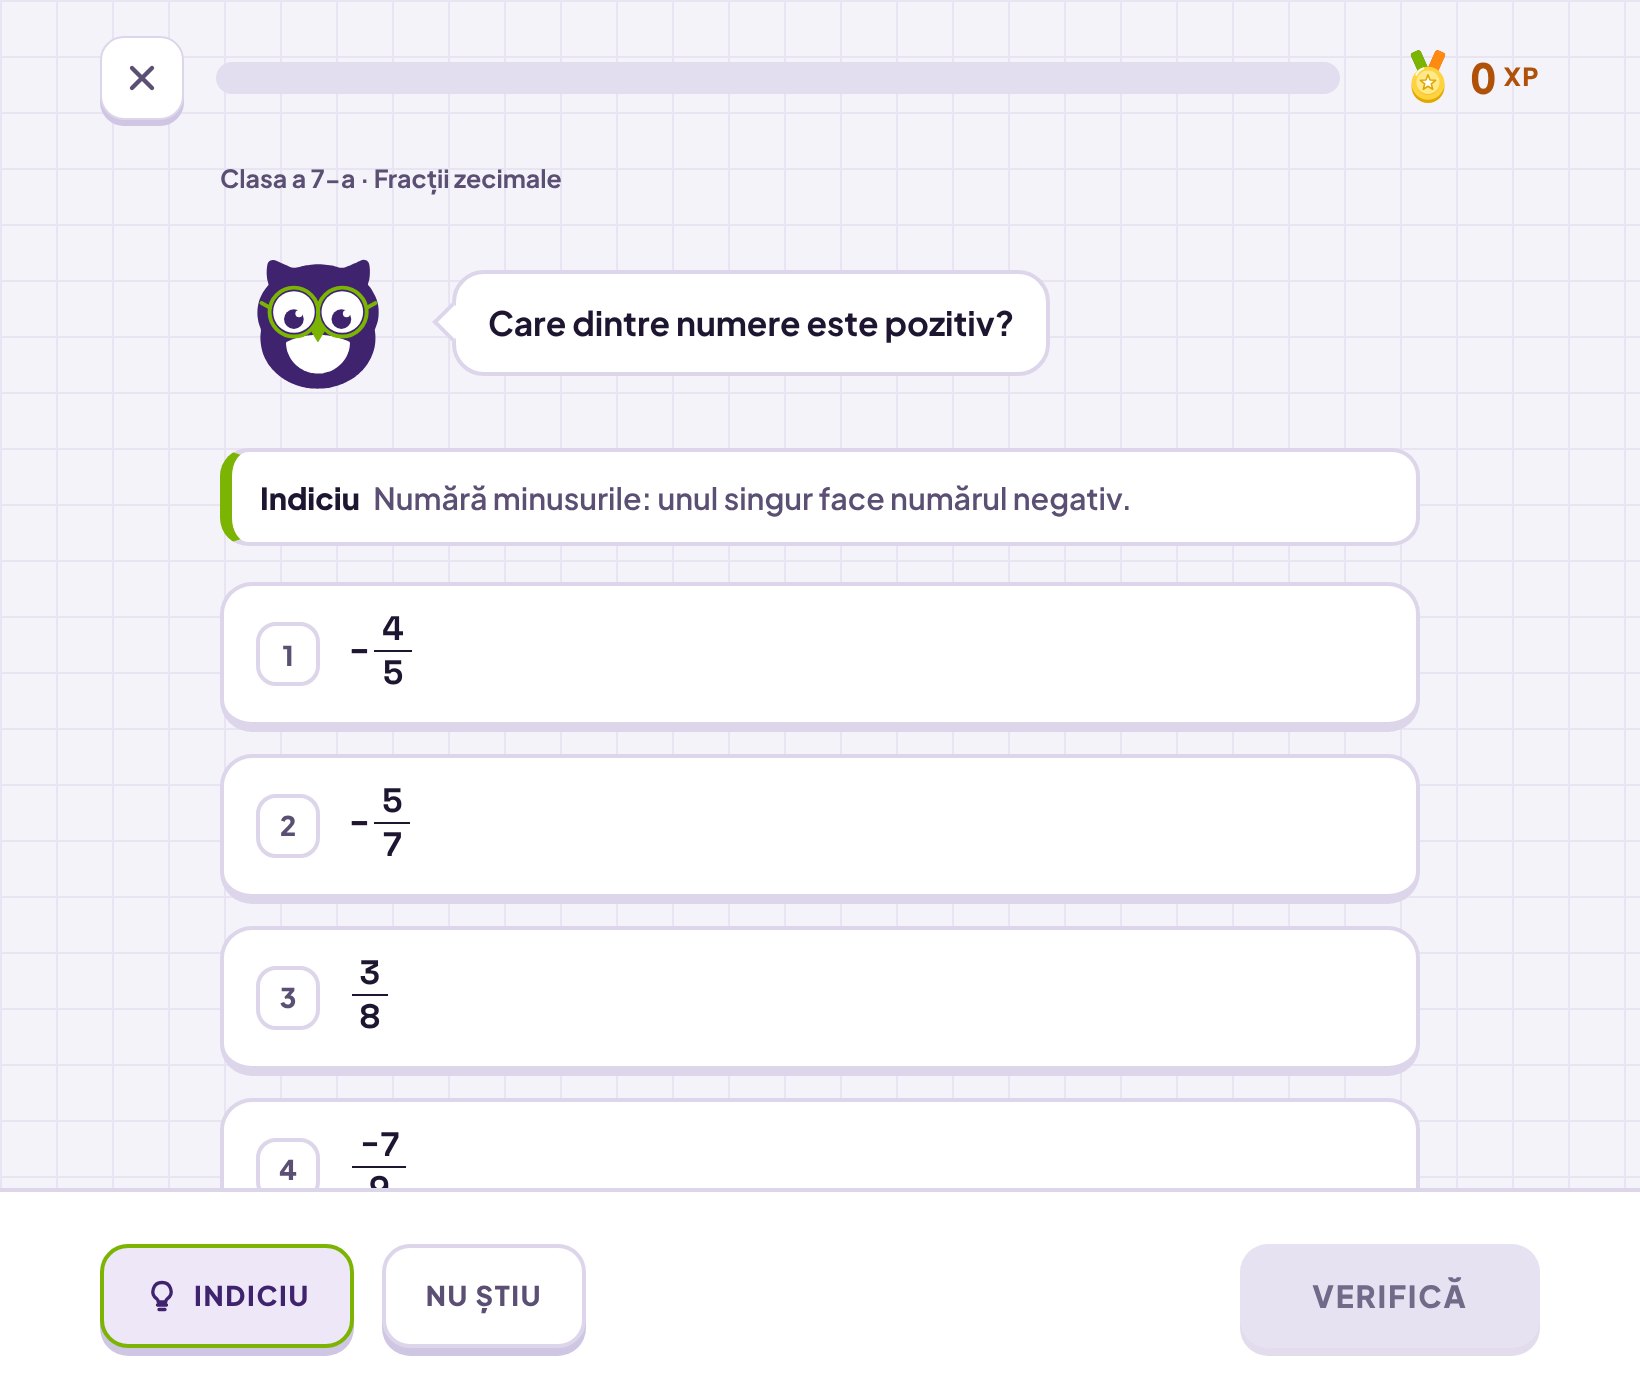 0 XP
Clasa a 7-a · Fracții zecimale
Care dintre numere este pozitiv?
Indiciu Numără minusurile: unul singur face numărul negativ.
1 -4/5
2 -5/7
3 3/8
4 -7/9
INDICIU
NU ȘTIU
VERIFICĂ